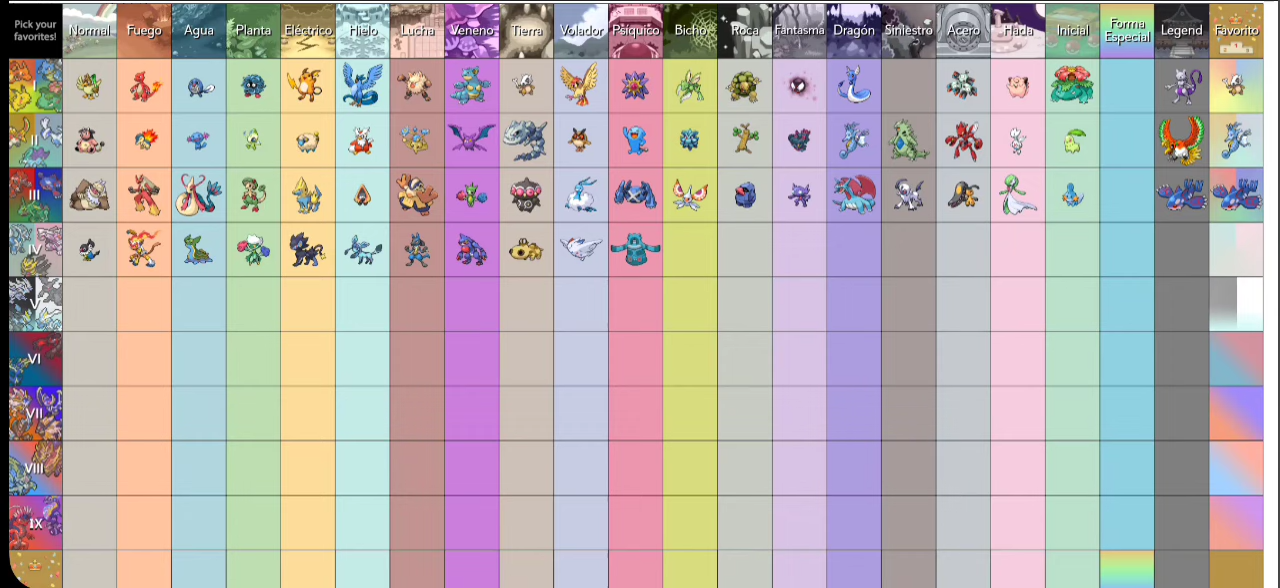 Pick your
favorites!
Normal
Fuego
Agua
Planta
Eléctrico
Hielo
Lucha
Veneno
Tierra
Volador
Psíquico
Bicho
Roca
Fantasma
Dragón
Siniestro
Acero
Hada
Inicial
Forma
Especial
Legend
Favorito
I
II
III
IV
V
VI
VII
VIII
IX